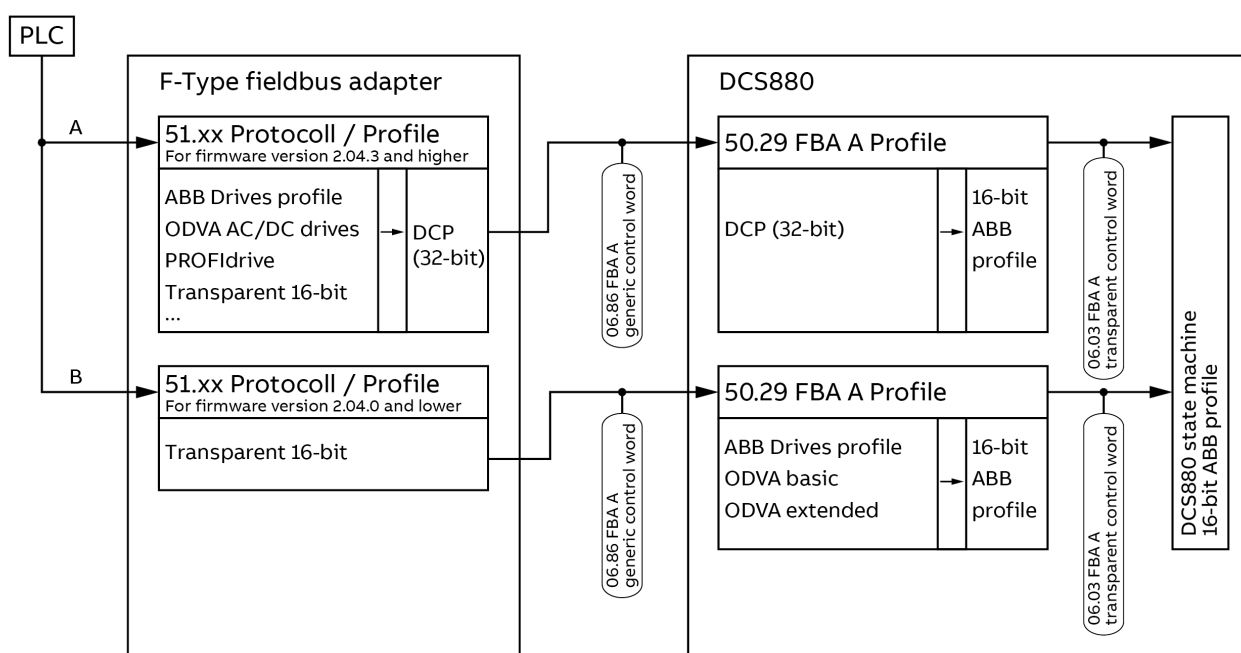 PLC
F-Type fieldbus adapter
DCS880
A
51.xx Protocoll / Profile
For firmware version 2.04.3 and higher
ABB Drives profile
ODVA AC/DC drives
PROFIdrive
Transparent 16-bit
...
DCP
(32-bit)
06.86 FBA A
generic control word
50.29 FBA A Profile
DCP (32-bit)
16-bit
ABB
profile
06.03 FBA A
transparent control word
B
51.xx Protocoll / Profile
For firmware version 2.04.0 and lower
Transparent 16-bit
06.86 FBA A
generic control word
50.29 FBA A Profile
ABB Drives profile
ODVA basic
ODVA extended
16-bit
ABB
profile
06.03 FBA A
transparent control word
DCS880 state machine
16-bit ABB profile